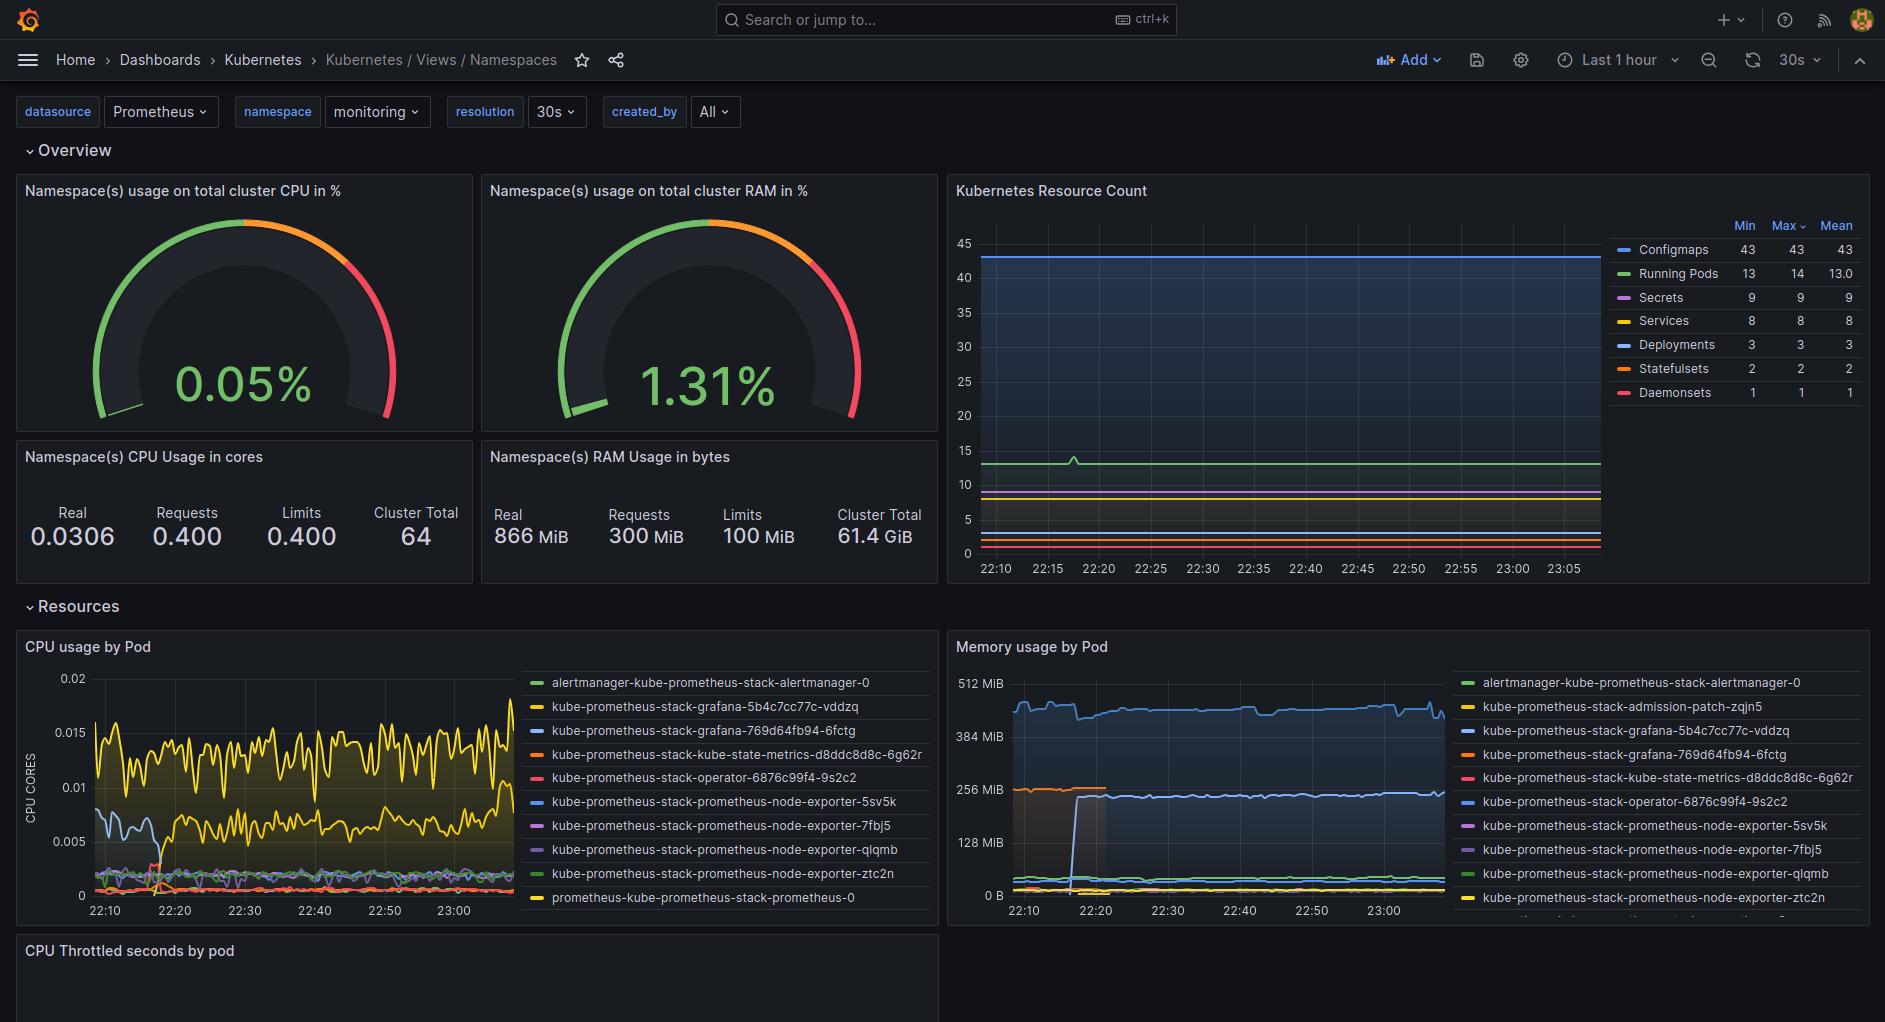 Search or jump to...
ctrl+k
Home › Dashboards › Kubernetes › Kubernetes / Views / Namespaces
Add
Last 1 hour
30s
datasource Prometheus
namespace monitoring
resolution 30s
created_by All
Overview
Namespace(s) usage on total cluster CPU in %
0.05%
Namespace(s) usage on total cluster RAM in %
1.31%
Namespace(s) CPU Usage in cores
Real Requests Limits Cluster Total
0.0306 0.400 0.400 64
Namespace(s) RAM Usage in bytes
Real Requests Limits Cluster Total
866 MiB 300 MiB 100 MiB 61.4 GiB
Kubernetes Resource Count
45
40
35
30
25
20
15
10
5
0
22:10 22:15 22:20 22:25 22:30 22:35 22:40 22:45 22:50 22:55 23:00 23:05
Min Max Mean
Configmaps 43 43 43
Running Pods 13 14 13.0
Secrets 9 9 9
Services 8 8 8
Deployments 3 3 3
Statefulsets 2 2 2
Daemonsets 1 1 1
Resources
CPU usage by Pod
CPU CORES
0.02
0.015
0.01
0.005
0
22:10 22:20 22:30 22:40 22:50 23:00
alertmanager-kube-prometheus-stack-alertmanager-0
kube-prometheus-stack-grafana-5b4c7cc77c-vddzq
kube-prometheus-stack-grafana-769d64fb94-6fctg
kube-prometheus-stack-kube-state-metrics-d8ddc8d8c-6g62r
kube-prometheus-stack-operator-6876c99f4-9s2c2
kube-prometheus-stack-prometheus-node-exporter-5sv5k
kube-prometheus-stack-prometheus-node-exporter-7fbj5
kube-prometheus-stack-prometheus-node-exporter-qlqmb
kube-prometheus-stack-prometheus-node-exporter-ztc2n
prometheus-kube-prometheus-stack-prometheus-0
Memory usage by Pod
512 MiB
384 MiB
256 MiB
128 MiB
0 B
22:10 22:20 22:30 22:40 22:50 23:00
alertmanager-kube-prometheus-stack-alertmanager-0
kube-prometheus-stack-admission-patch-zqjn5
kube-prometheus-stack-grafana-5b4c7cc77c-vddzq
kube-prometheus-stack-grafana-769d64fb94-6fctg
kube-prometheus-stack-kube-state-metrics-d8ddc8d8c-6g62r
kube-prometheus-stack-operator-6876c99f4-9s2c2
kube-prometheus-stack-prometheus-node-exporter-5sv5k
kube-prometheus-stack-prometheus-node-exporter-7fbj5
kube-prometheus-stack-prometheus-node-exporter-qlqmb
kube-prometheus-stack-prometheus-node-exporter-ztc2n
CPU Throttled seconds by pod